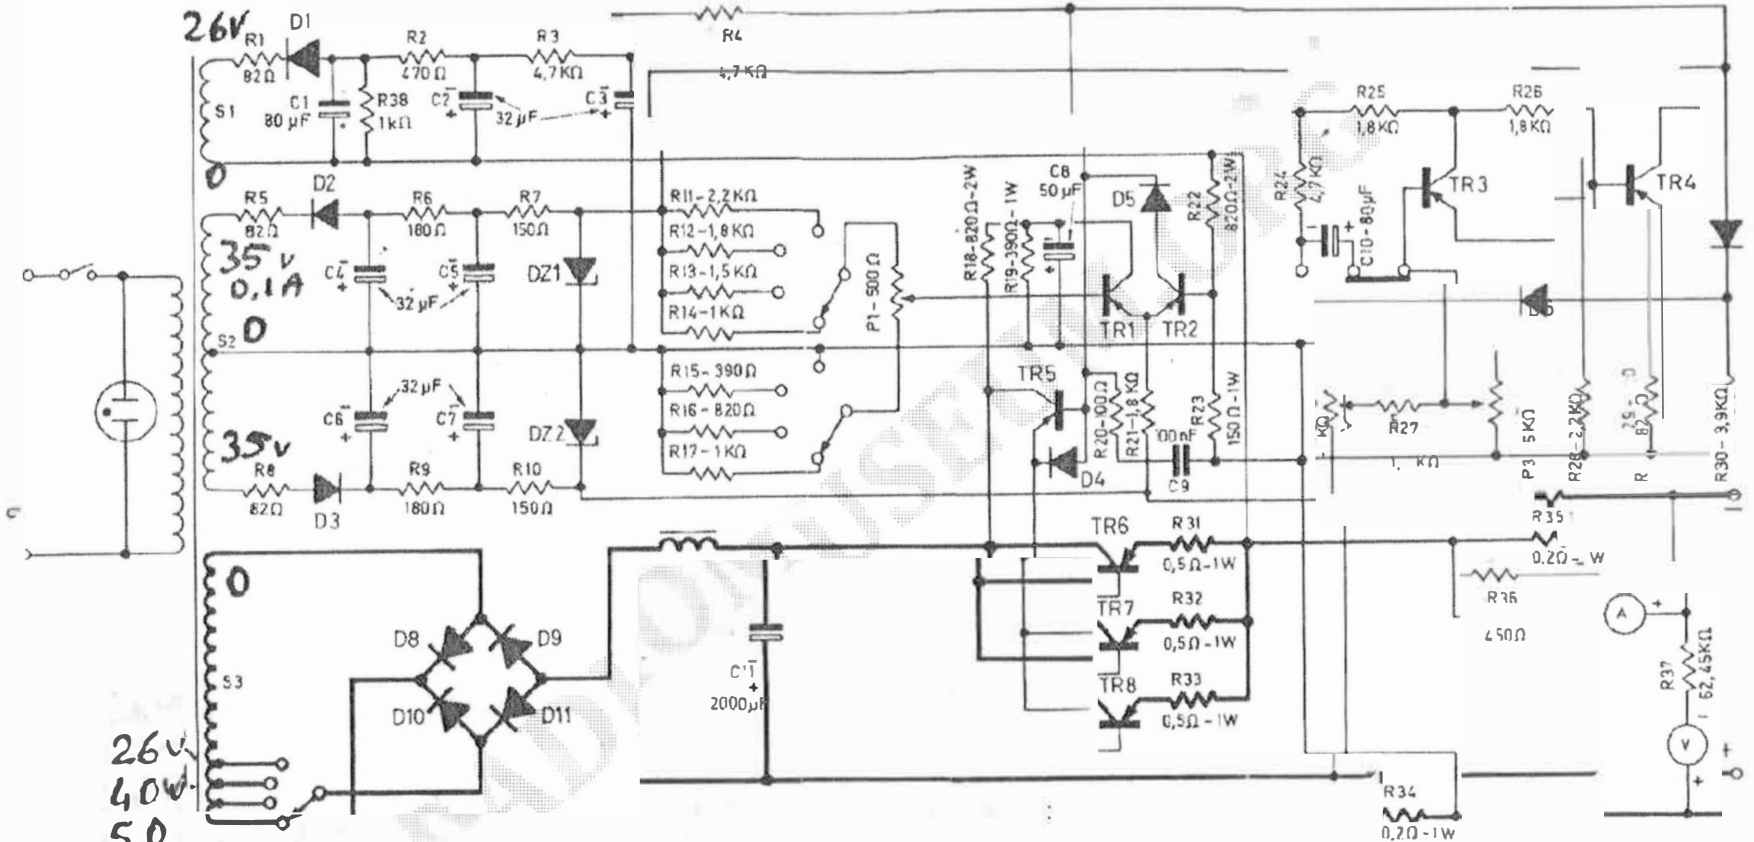 26V
D1
R1
82Ω
R2
470Ω
R3
4,7KΩ
R4
4,7KΩ
S1
C1
80µF
R38
1kΩ
C2
32µF
C3
0
D2
R5
82Ω
R6
180Ω
R7
150Ω
35v
0,1A
0
C4
C5
32µF
DZ1
S2
C6
C7
32µF
DZ2
35v
R8
82Ω
D3
R9
180Ω
R10
150Ω
R11-2,2KΩ
R12-1,8KΩ
R13-1,5KΩ
R14-1KΩ
R15-390Ω
R16-820Ω
R17-1KΩ
P1-500Ω
R18-820Ω-2W
R19-390Ω-1W
C8
50µF
D5
R22
820Ω-2W
TR1
TR2
TR5
R20-100Ω
R21-1,8KΩ
R23
150Ω-1W
00nF
C9
D4
R24
4,7KΩ
R25
1,8KΩ
R26
1,8KΩ
C10-80µF
TR3
TR4
D6
KΩ
R27
P3
5KΩ
R30-3,9KΩ
R35
0,2Ω-1W
R36
450Ω
TR6
R31
0,5Ω-1W
TR7
R32
0,5Ω-1W
TR8
R33
0,5Ω-1W
A
R37
62,45KΩ
V
R34
0,2Ω-1W
0
D8
D9
D10
D11
S3
C11
2000µF
26v
40v
50